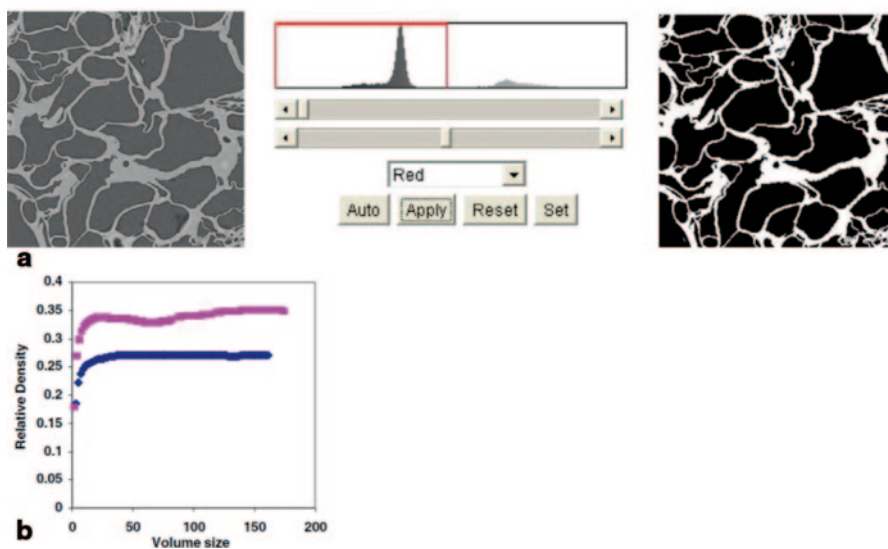 Red
Auto Apply Reset Set
a
0.4
0.35
0.3
0.25
0.2
0.15
0.1
0.05
0
Relative Density
0 50 100 150 200
Volume size
b